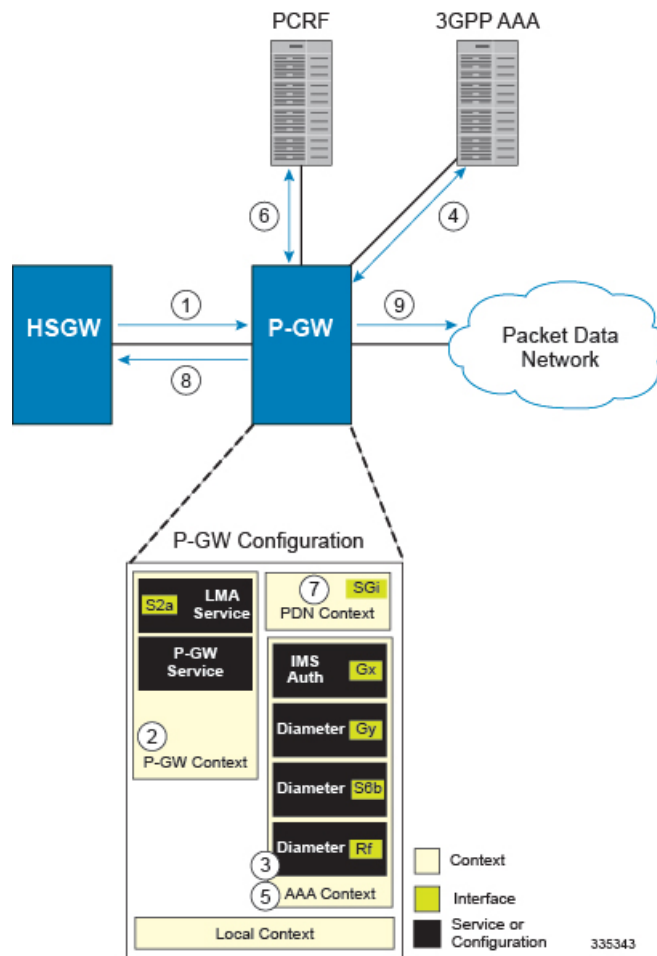 PCRF
3GPP AAA
6
4
HSGW
1
8
P-GW
9
Packet Data
Network
P-GW Configuration
S2a
LMA
Service
P-GW
Service
2
P-GW Context
7
SGi
PDN Context
IMS
Auth
Gx
Diameter
Gy
Diameter
S6b
Diameter
Rf
3
5
AAA Context
Local Context
Context
Interface
Service or
Configuration
335343